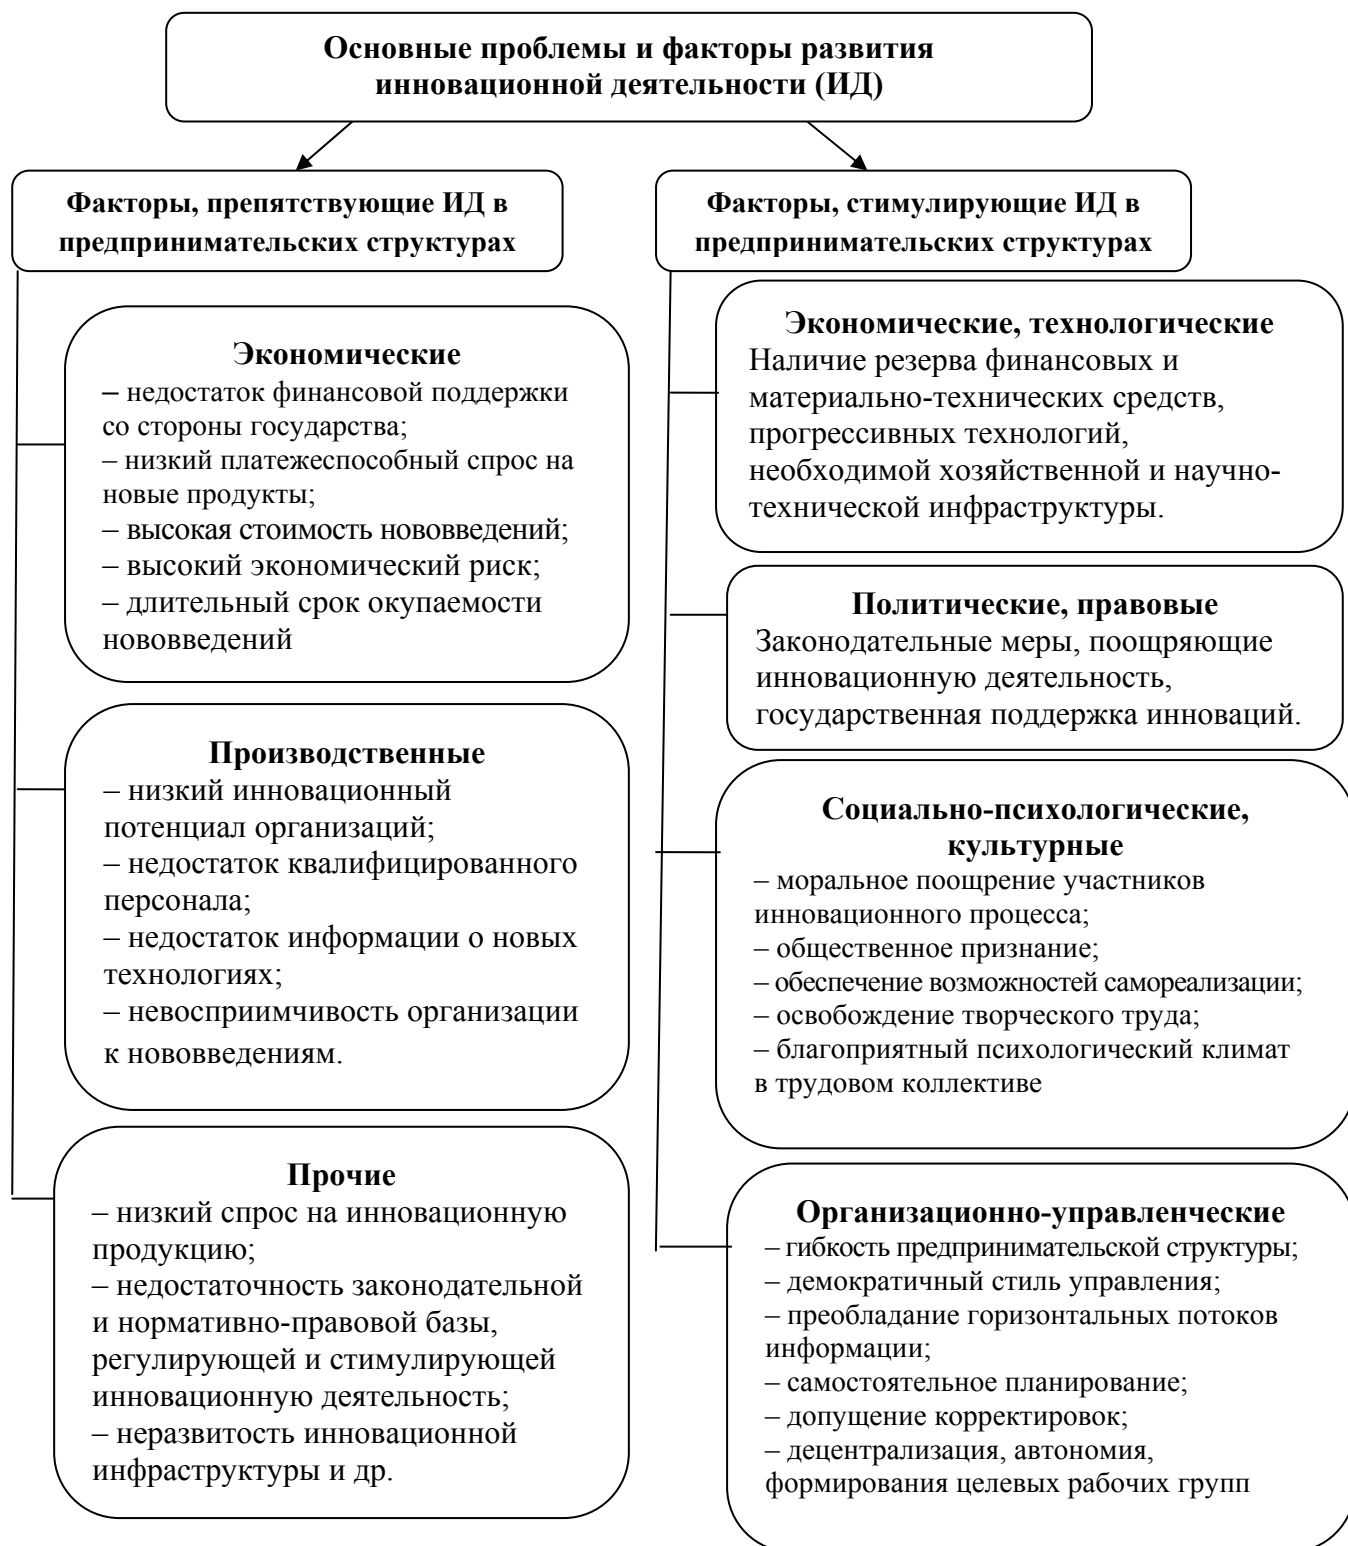 Основные проблемы и факторы развития
инновационной деятельности (ИД)
Факторы, препятствующие ИД в
предпринимательских структурах
Экономические
– недостаток финансовой поддержки
со стороны государства;
– низкий платежеспособный спрос на
новые продукты;
– высокая стоимость нововведений;
– высокий экономический риск;
– длительный срок окупаемости
нововведений
Производственные
– низкий инновационный
потенциал организаций;
– недостаток квалифицированного
персонала;
– недостаток информации о новых
технологиях;
– невосприимчивость организации
к нововведениям.
Прочие
– низкий спрос на инновационную
продукцию;
– недостаточность законодательной
и нормативно-правовой базы,
регулирующей и стимулирующей
инновационную деятельность;
– неразвитость инновационной
инфраструктуры и др.
Факторы, стимулирующие ИД в
предпринимательских структурах
Экономические, технологические
Наличие резерва финансовых и
материально-технических средств,
прогрессивных технологий,
необходимой хозяйственной и научно-
технической инфраструктуры.
Политические, правовые
Законодательные меры, поощряющие
инновационную деятельность,
государственная поддержка инноваций.
Социально-психологические,
культурные
– моральное поощрение участников
инновационного процесса;
– общественное признание;
– обеспечение возможностей самореализации;
– освобождение творческого труда;
– благоприятный психологический климат
в трудовом коллективе
Организационно-управленческие
– гибкость предпринимательской структуры;
– демократичный стиль управления;
– преобладание горизонтальных потоков
информации;
– самостоятельное планирование;
– допущение корректировок;
– децентрализация, автономия,
формирования целевых рабочих групп